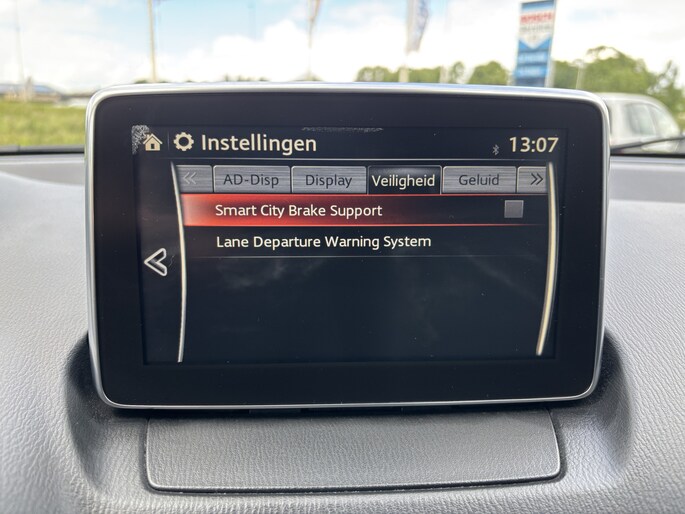 Instellingen
13:07
AD-Disp
Display
Veiligheid
Geluid
Smart City Brake Support
Lane Departure Warning System